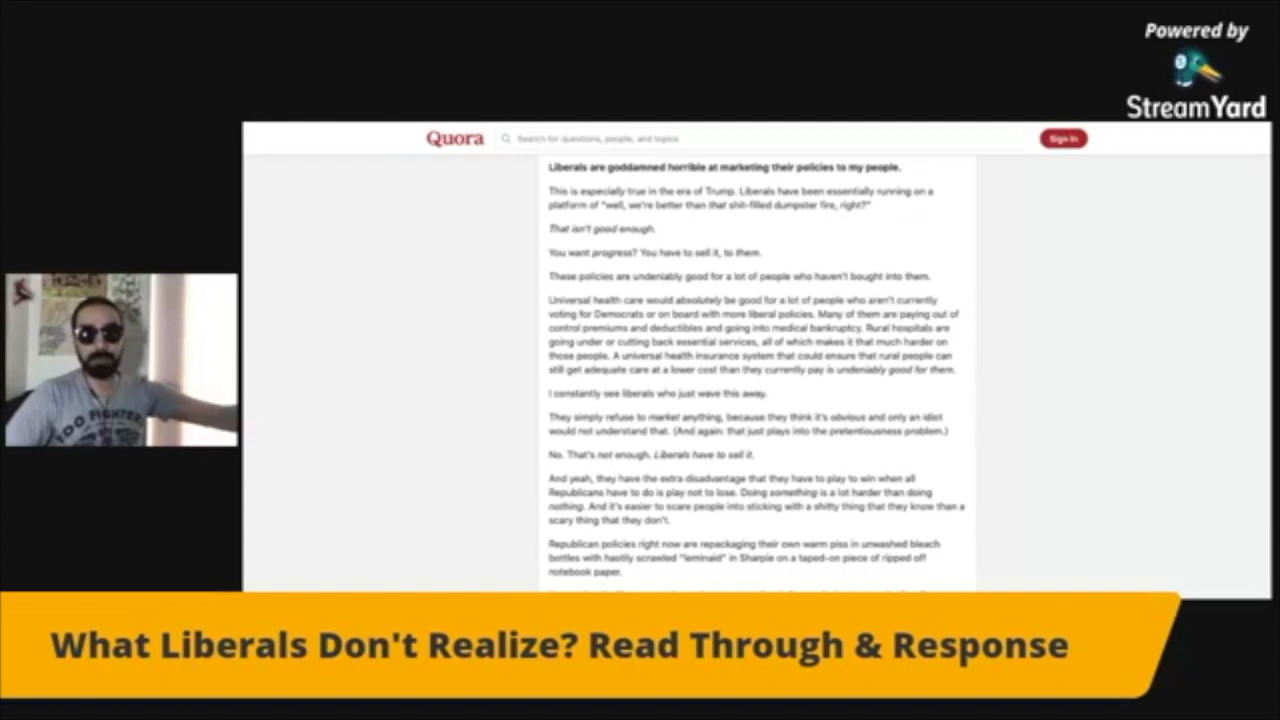 Powered by
StreamYard
Quora
Search for questions, people, and topics
Sign In
Liberals are goddamned horrible at marketing their policies to my people.
This is especially true in the era of Trump. Liberals have been essentially running on a
platform of "well, we're better than that shit-filled dumpster fire, right?"
That isn't good enough.
You want progress? You have to sell it, to them.
These policies are undeniably good for a lot of people who haven't bought into them.
Universal health care would absolutely be good for a lot of people who aren't currently
voting for Democrats or on board with more liberal policies. Many of them are paying out of
control premiums and deductibles and going into medical bankruptcy. Rural hospitals are
going under or cutting back essential services, all of which makes it that much harder on
those people. A universal health insurance system that could ensure that rural people can
still get adequate care at a lower cost than they currently pay is undeniably good for them.
I constantly see liberals who just wave this away.
They simply refuse to market anything, because they think it's obvious and only an idiot
would not understand that. (And again: that just plays into the pretentiousness problem.)
No. That's not enough. Liberals have to sell it.
And yeah, they have the extra disadvantage that they have to play to win when all
Republicans have to do is play not to lose. Doing something is a lot harder than doing
nothing. And it's easier to scare people into sticking with a shitty thing that they know than a
scary thing that they don't.
Republican policies right now are repackaging their own warm piss in unwashed bleach
bottles with hastily scrawled "leminaid" in Sharpie on a taped-on piece of ripped off
notebook paper.
DO FIGHTER
What Liberals Don't Realize? Read Through & Response